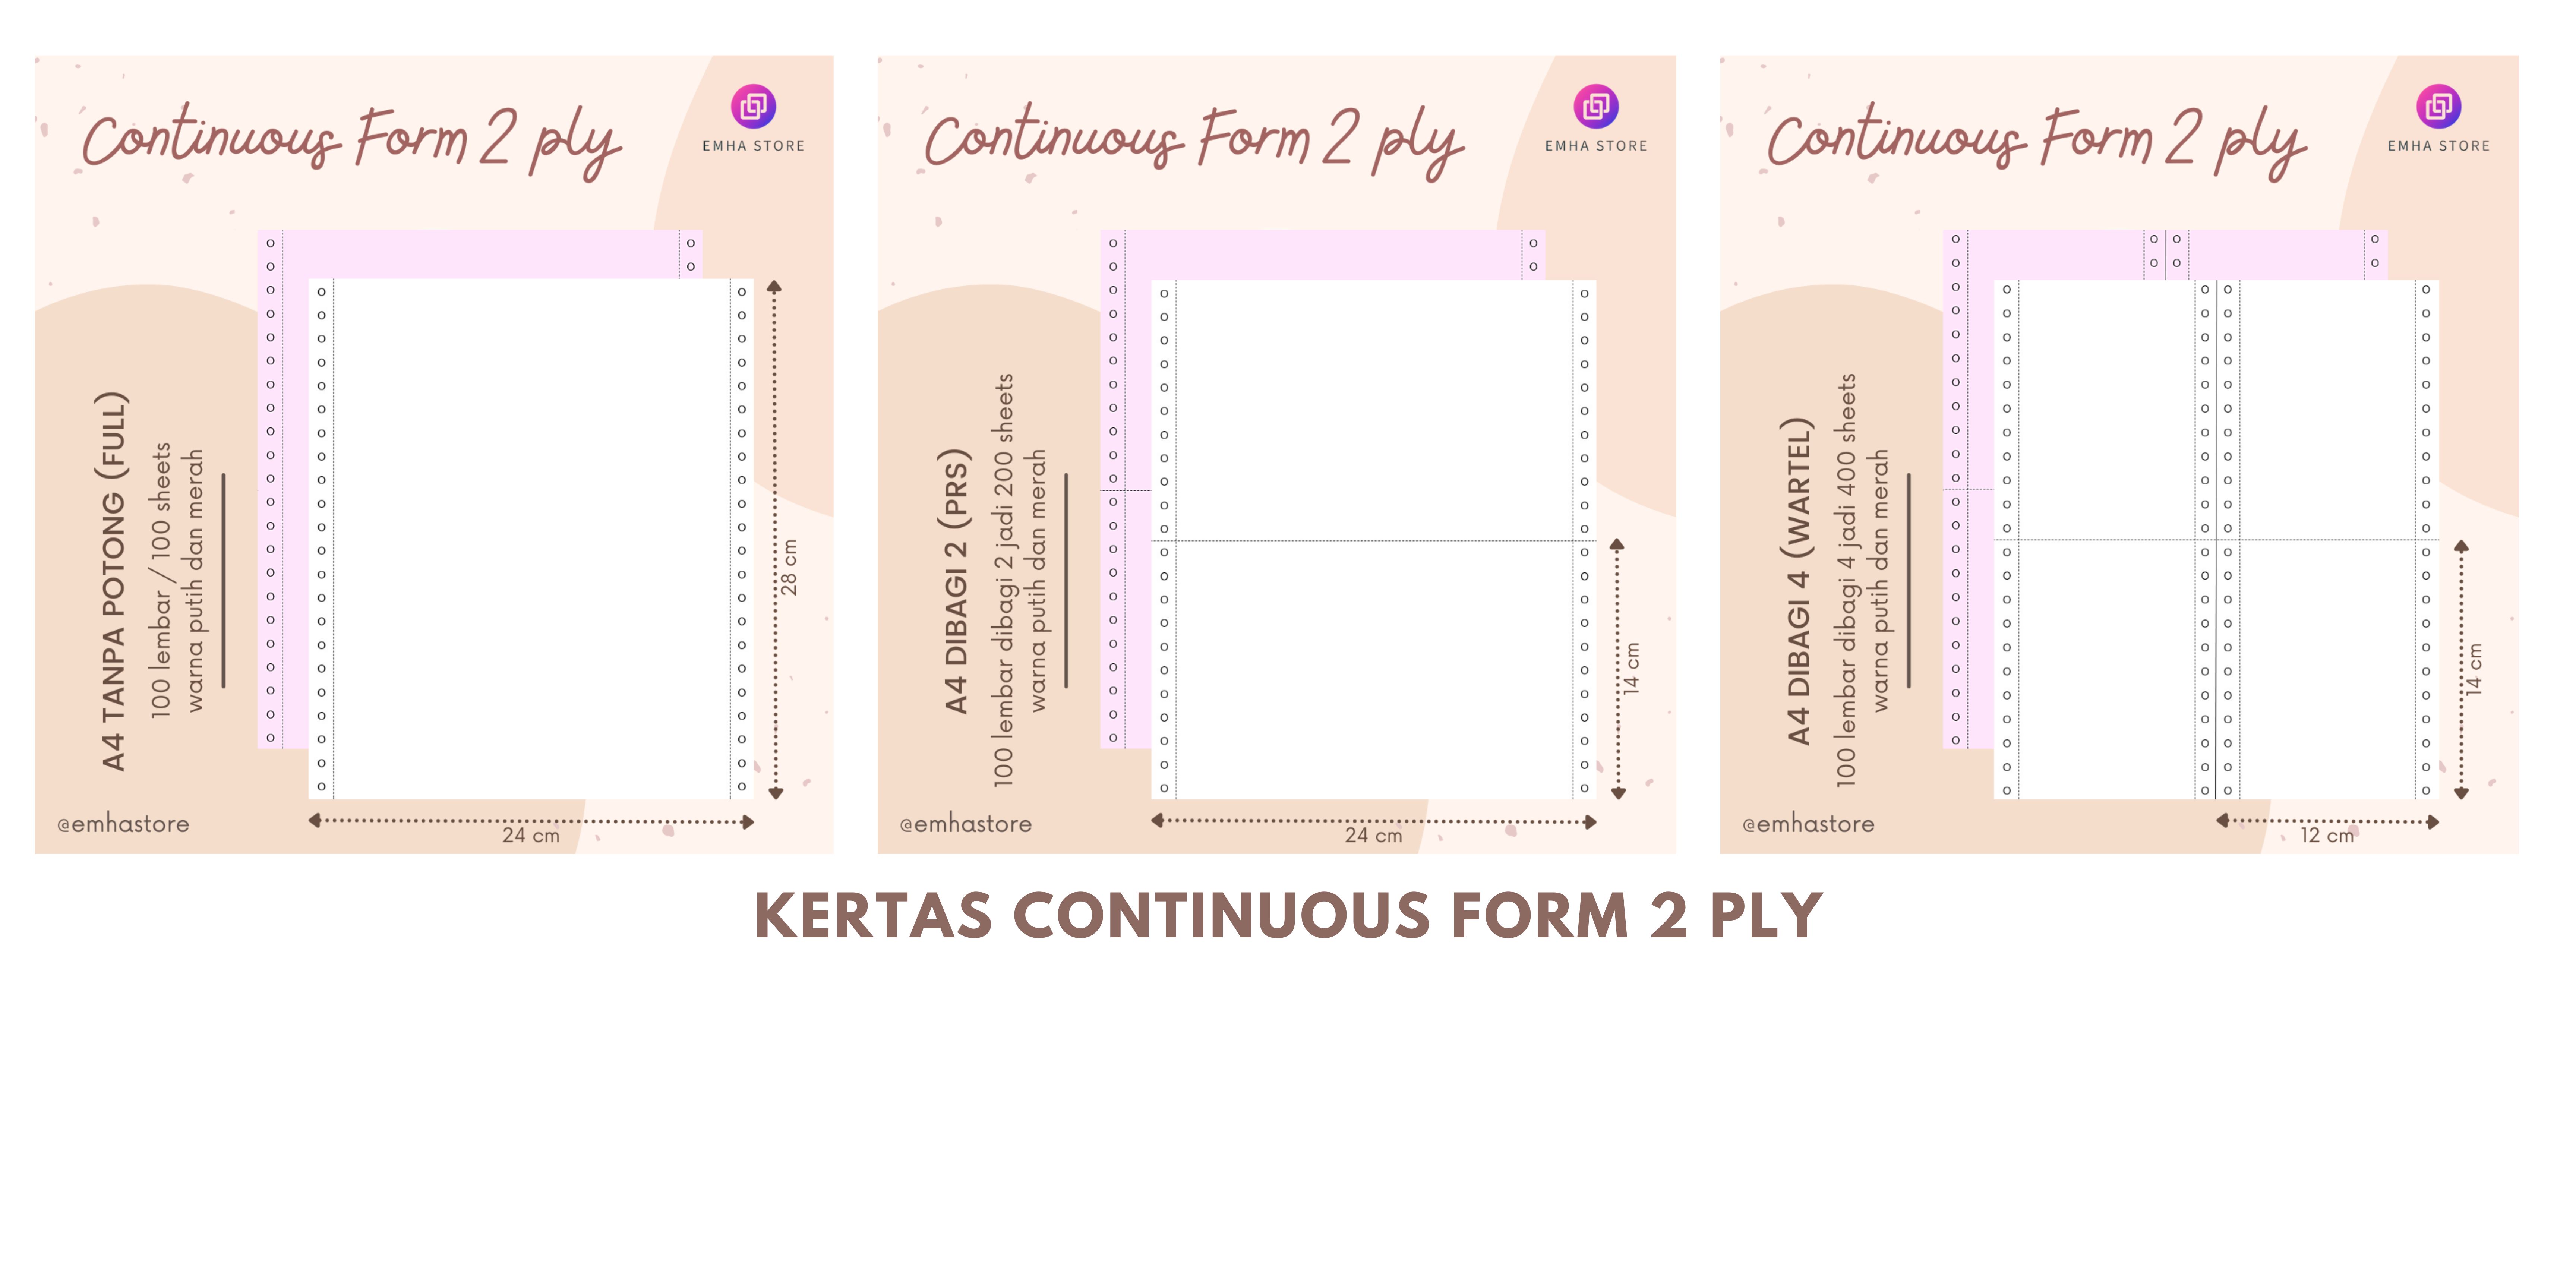 Continuous Form 2 ply
EMHA STORE
A4 TANPA POTONG (FULL)
100 lembar / 100 sheets
warna putih dan merah
28 cm
24 cm
@emhastore
Continuous Form 2 ply
EMHA STORE
A4 DIBAGI 2 (PRS)
100 lembar dibagi 2 jadi 200 sheets
warna putih dan merah
14 cm
24 cm
@emhastore
Continuous Form 2 ply
EMHA STORE
A4 DIBAGI 4 (WARTEL)
100 lembar dibagi 4 jadi 400 sheets
warna putih dan merah
14 cm
12 cm
@emhastore
KERTAS CONTINUOUS FORM 2 PLY